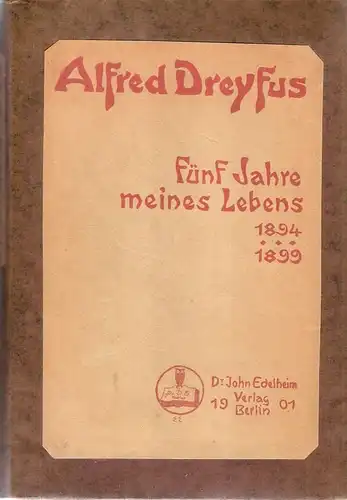 Alfred Dreyfus
Fünf Jahre
meines Lebens
1894
1899
Dr John Edelheim
19 Verlag 01
Berlin